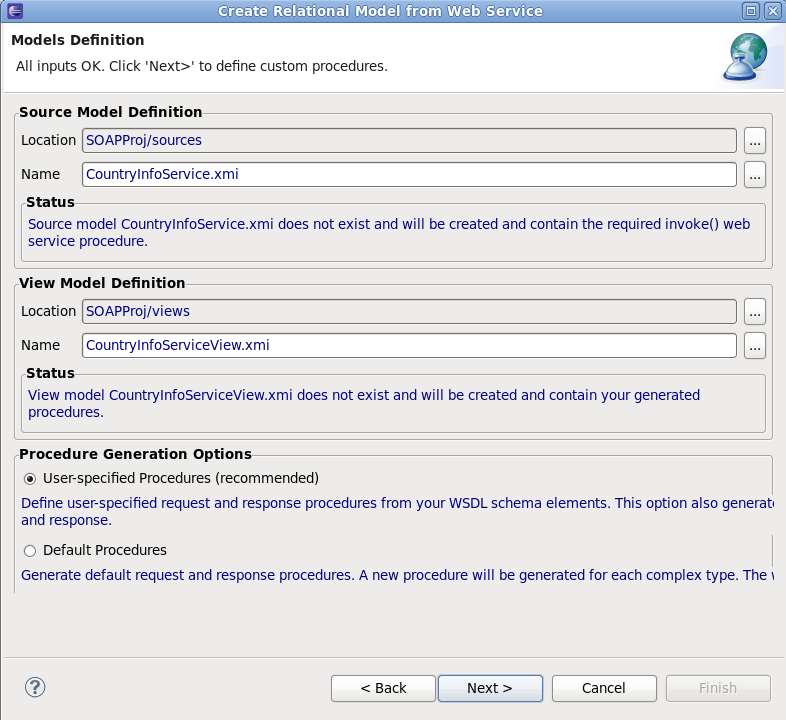 Create Relational Model from Web Service
Models Definition
All inputs OK. Click 'Next>' to define custom procedures.
Source Model Definition
Location SOAPProj/sources ...
Name CountryInfoService.xmi ...
Status
Source model CountryInfoService.xmi does not exist and will be created and contain the required invoke() web
service procedure.
View Model Definition
Location SOAPProj/views ...
Name CountryInfoServiceView.xmi ...
Status
View model CountryInfoServiceView.xmi does not exist and will be created and contain your generated
procedures.
Procedure Generation Options
User-specified Procedures (recommended)
Define user-specified request and response procedures from your WSDL schema elements. This option also generate
and response.
Default Procedures
Generate default request and response procedures. A new procedure will be generated for each complex type. The
? < Back Next > Cancel Finish